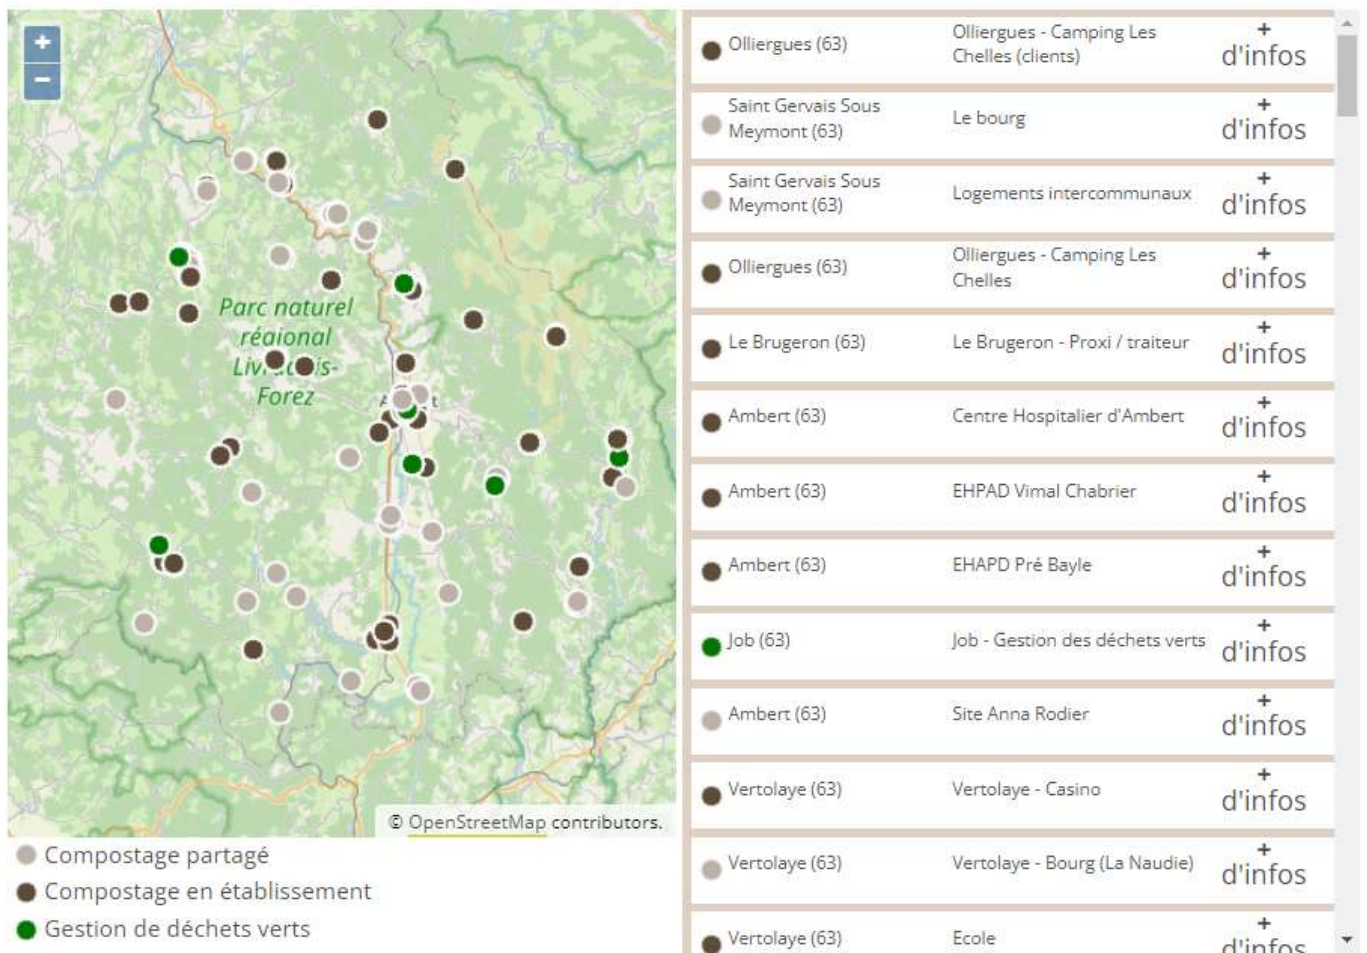 +
−
Parc naturel
régional
Livradois-
Forez
© OpenStreetMap contributors.
Compostage partagé
Compostage en établissement
Gestion de déchets verts
Olliergues (63)
Olliergues - Camping Les
Chelles (clients)
+
d'infos
Saint Gervais Sous
Meymont (63)
Le bourg
+
d'infos
Saint Gervais Sous
Meymont (63)
Logements intercommunaux
+
d'infos
Olliergues (63)
Olliergues - Camping Les
Chelles
+
d'infos
Le Brugeron (63)
Le Brugeron - Proxi / traiteur
+
d'infos
Ambert (63)
Centre Hospitalier d'Ambert
+
d'infos
Ambert (63)
EHPAD Vimal Chabrier
+
d'infos
Ambert (63)
EHAPD Pré Bayle
+
d'infos
Job (63)
Job - Gestion des déchets verts
+
d'infos
Ambert (63)
Site Anna Rodier
+
d'infos
Vertolaye (63)
Vertolaye - Casino
+
d'infos
Vertolaye (63)
Vertolaye - Bourg (La Naudie)
+
d'infos
Vertolaye (63)
Ecole
+
d'infos